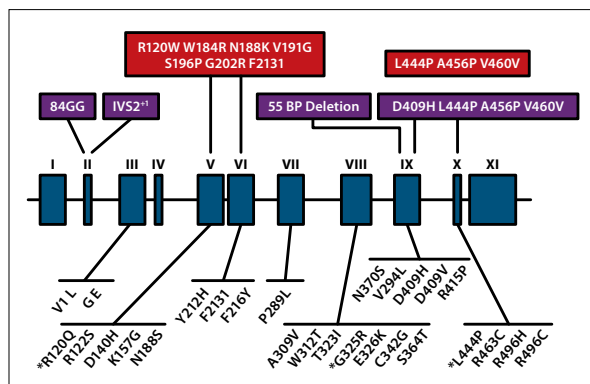 R120W W184R N188K V191G
S196P G202R F2131
L444P A456P V460V
84GG
IVS2+1
55 BP Deletion
D409H L444P A456P V460V
I
II
III
IV
V
VI
VII
VIII
IX
X
XI
V1 L
G E
*R120Q
R122S
D140H
K157G
N188S
Y212H
F2131
F216Y
P289L
A309V
W312T
T323I
*G325R
E326K
C342G
S364T
N370S
V294L
D409H
D409V
R415P
*L444P
R463C
R496H
R496C